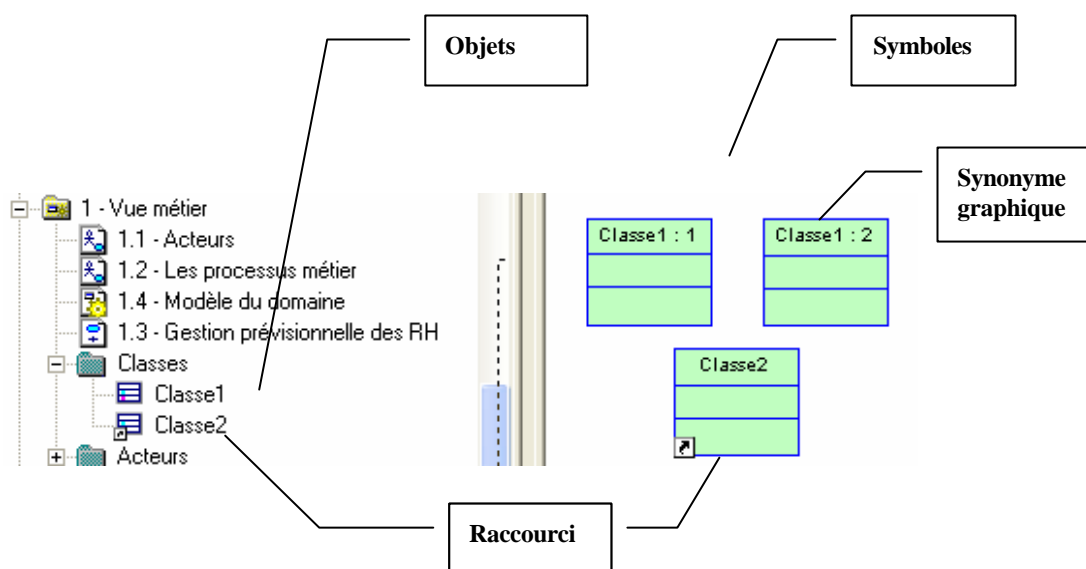 Objets
Symboles
Synonyme
graphique
1 - Vue métier
1.1 - Acteurs
1.2 - Les processus métier
1.4 - Modèle du domaine
1.3 - Gestion prévisionnelle des RH
Classes
Classe1
Classe2
Acteurs
Classe1 : 1
Classe1 : 2
Classe2
Raccourci